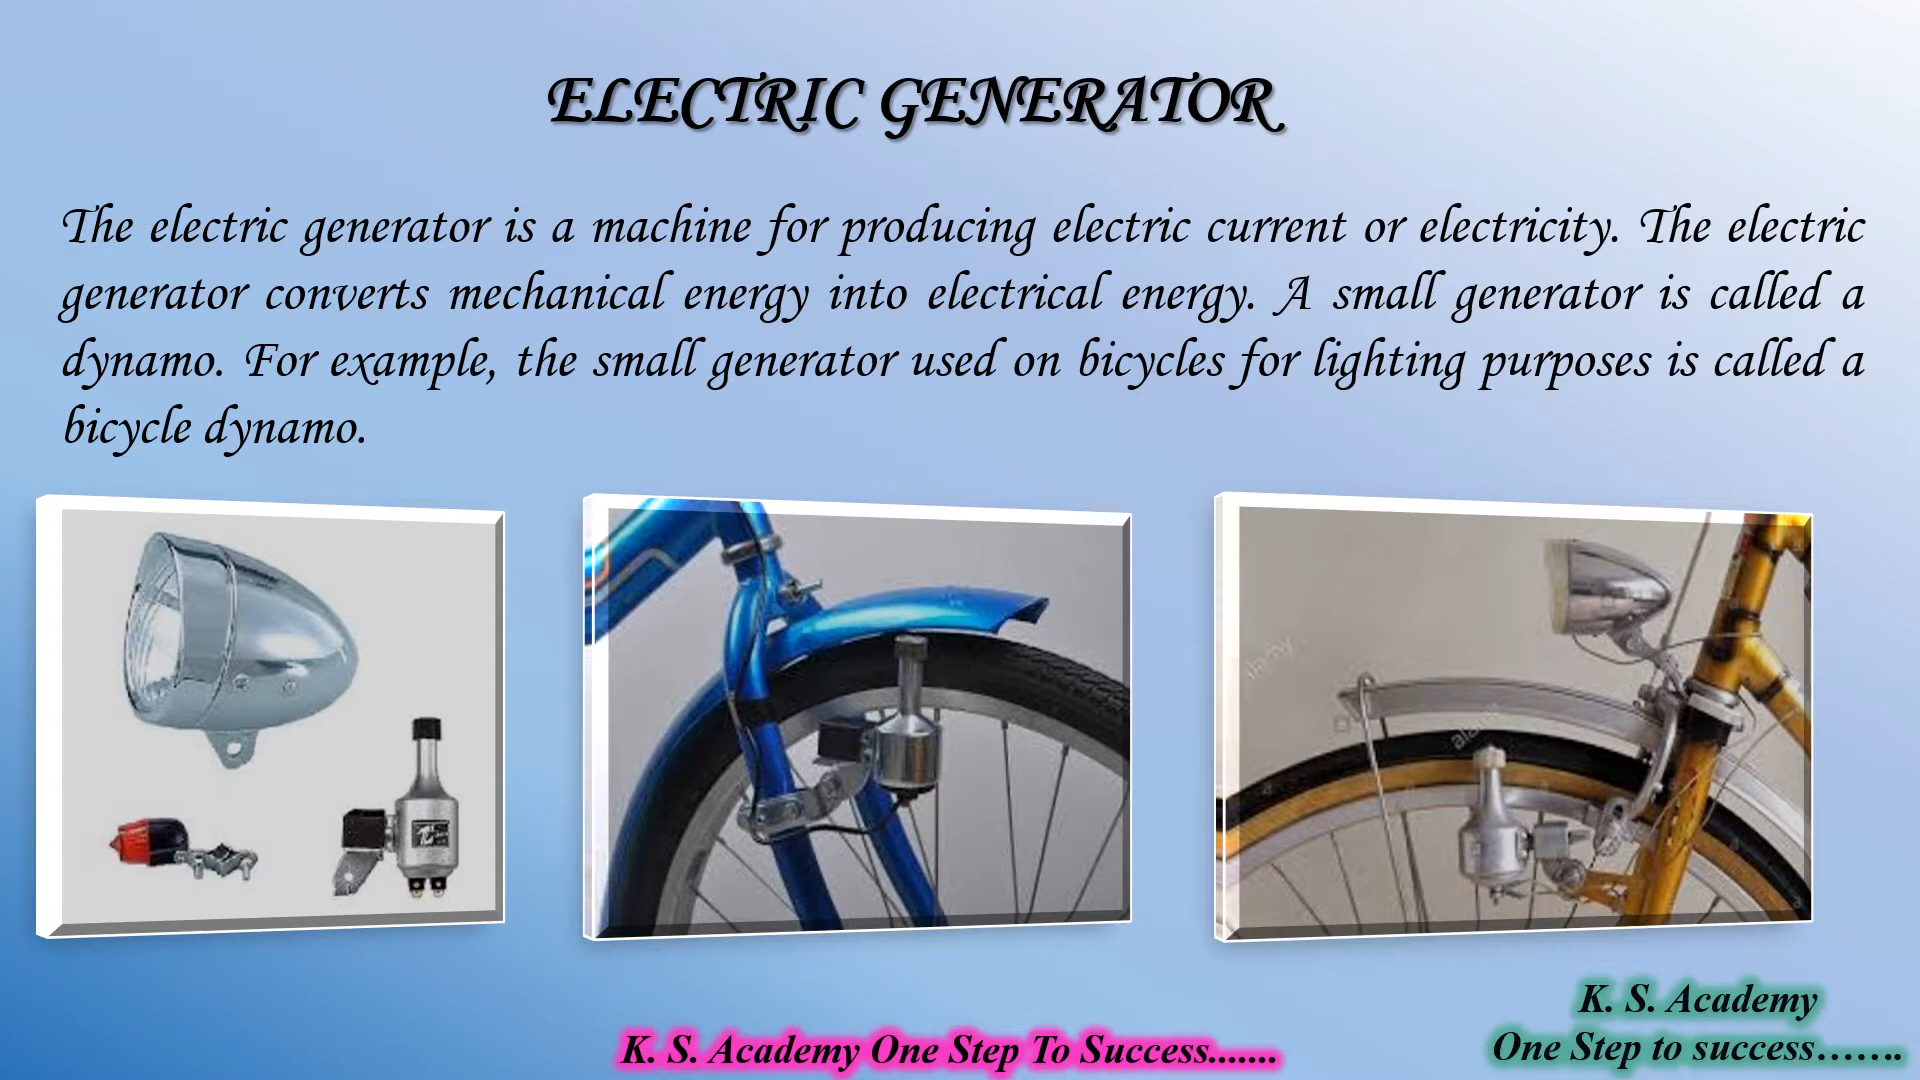 ELECTRIC GENERATOR
The electric generator is a machine for producing electric current or electricity. The electric
generator converts mechanical energy into electrical energy. A small generator is called a
dynamo. For example, the small generator used on bicycles for lighting purposes is called a
bicycle dynamo.
alamy
alamy
a
K. S. Academy
One Step to success.......
K. S. Academy One Step To Success.......